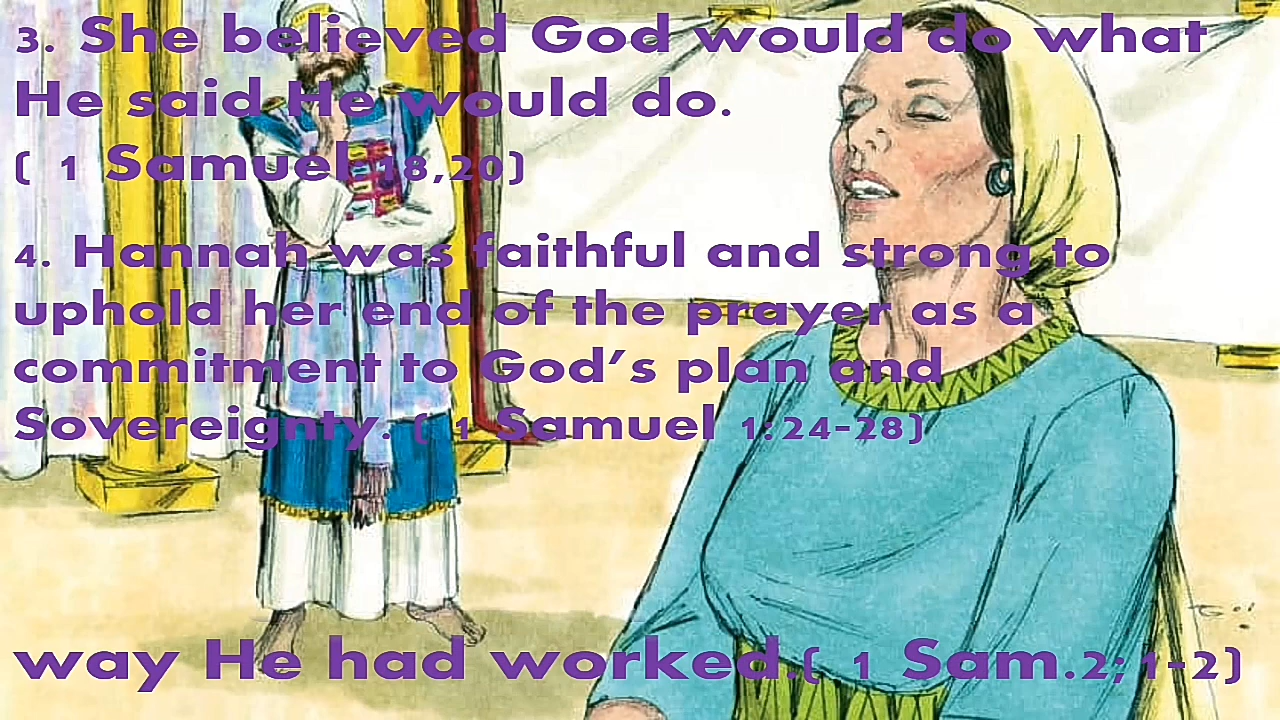 3. She believed God would do what
He said He would do.
( 1 Samuel 18,20)
4. Hannah was faithful and strong to
uphold her end of the prayer as a
commitment to God’s plan and
Sovereignty. ( 1 Samuel 1:24-28)
way He had worked.( 1 Sam.2;1-2)